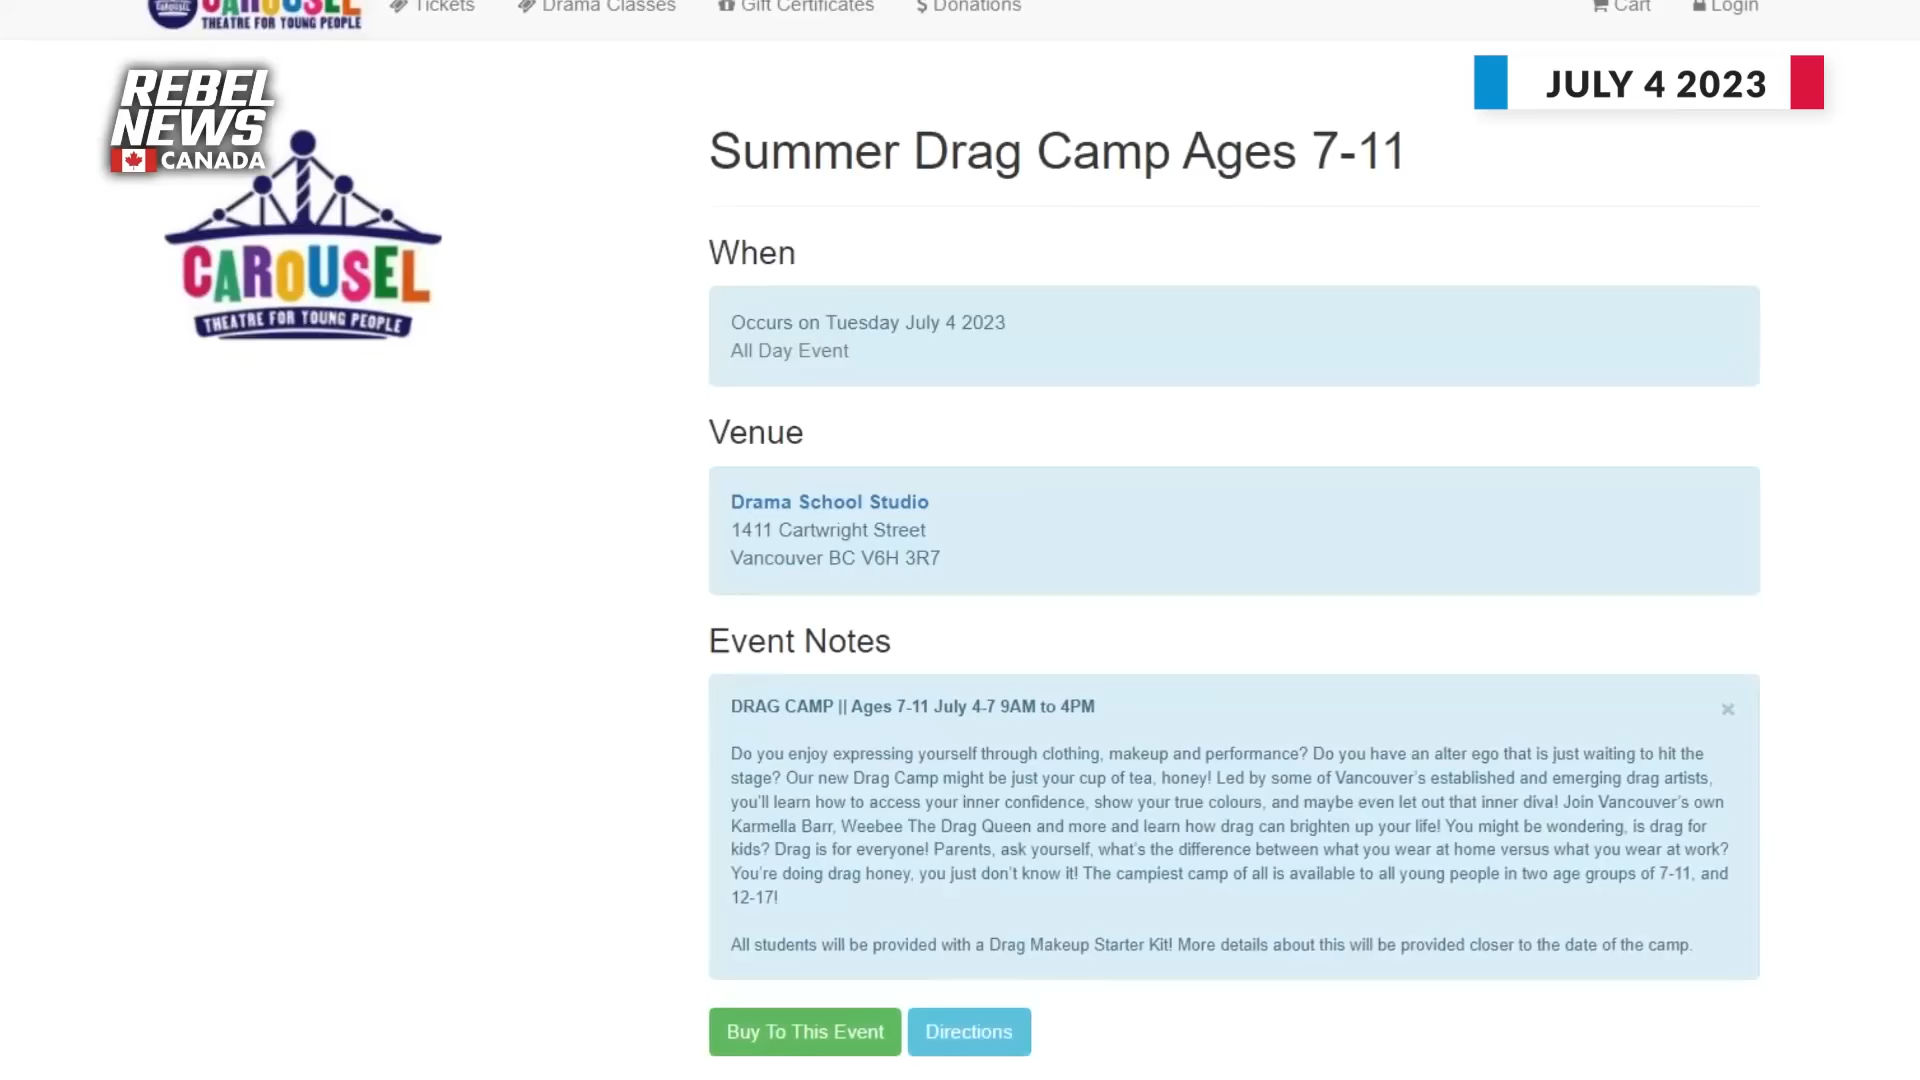 CAROUSEL
THEATRE FOR YOUNG PEOPLE
Tickets
Drama Classes
Gift Certificates
$ Donations
Cart
Login
REBEL
NEWS
CANADA
JULY 4 2023
CAROUSEL
THEATRE FOR YOUNG PEOPLE
Summer Drag Camp Ages 7-11
When
Occurs on Tuesday July 4 2023
All Day Event
Venue
Drama School Studio
1411 Cartwright Street
Vancouver BC V6H 3R7
Event Notes
DRAG CAMP || Ages 7-11 July 4-7 9AM to 4PM
×
Do you enjoy expressing yourself through clothing, makeup and performance? Do you have an alter ego that is just waiting to hit the
stage? Our new Drag Camp might be just your cup of tea, honey! Led by some of Vancouver's established and emerging drag artists,
you'll learn how to access your inner confidence, show your true colours, and maybe even let out that inner diva! Join Vancouver's own
Karmella Barr, Weebee The Drag Queen and more and learn how drag can brighten up your life! You might be wondering, is drag for
kids? Drag is for everyone! Parents, ask yourself, what's the difference between what you wear at home versus what you wear at work?
You're doing drag honey, you just don't know it! The campiest camp of all is available to all young people in two age groups of 7-11, and
12-17!
All students will be provided with a Drag Makeup Starter Kit! More details about this will be provided closer to the date of the camp.
Buy To This Event
Directions